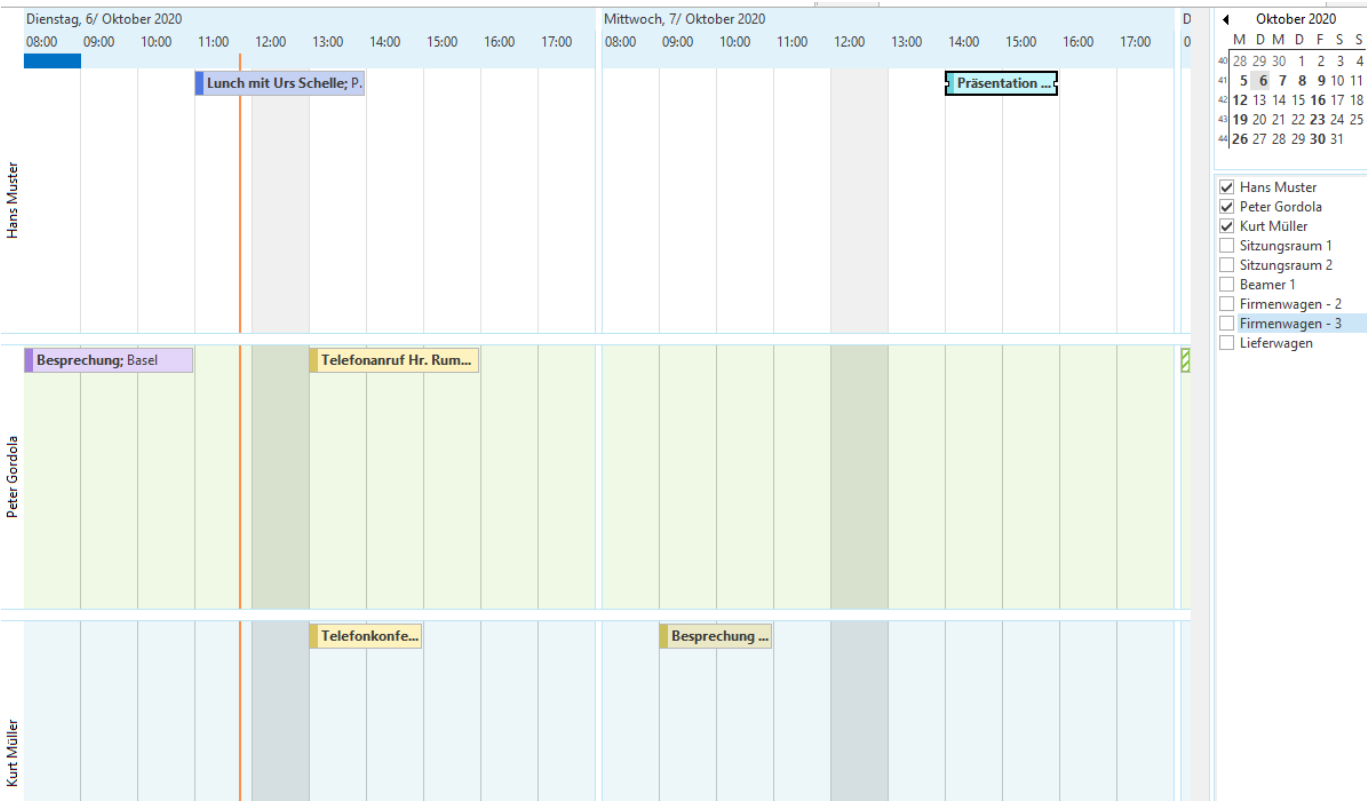 Dienstag, 6/ Oktober 2020
08:00 09:00 10:00 11:00 12:00 13:00 14:00 15:00 16:00 17:00
Mittwoch, 7/ Oktober 2020
08:00 09:00 10:00 11:00 12:00 13:00 14:00 15:00 16:00 17:00
D
0
Hans Muster
Lunch mit Urs Schelle; P.
Präsentation ...
Peter Gordola
Besprechung; Basel
Telefonanruf Hr. Rum...
Kurt Müller
Telefonkonfe...
Besprechung ...
Oktober 2020
M D M D F S S
40 28 29 30 1 2 3 4
41 5 6 7 8 9 10 11
42 12 13 14 15 16 17 18
43 19 20 21 22 23 24 25
44 26 27 28 29 30 31
Hans Muster
Peter Gordola
Kurt Müller
Sitzungsraum 1
Sitzungsraum 2
Beamer 1
Firmenwagen - 2
Firmenwagen - 3
Lieferwagen